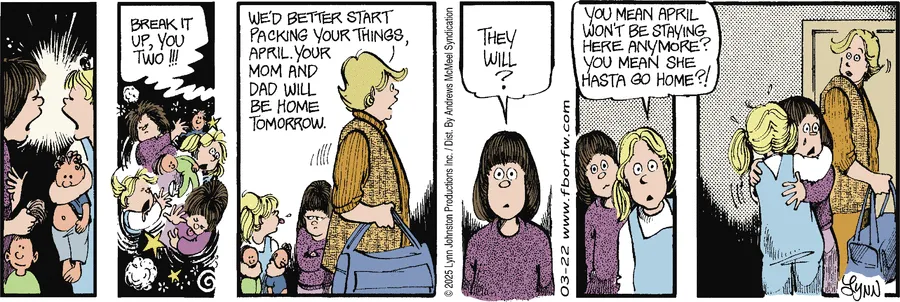 BREAK IT
UP, YOU
TWO !!!
WE'D BETTER START
PACKING YOUR THINGS,
APRIL. YOUR
MOM AND
DAD WILL
BE HOME
TOMORROW.
© 2025 Lynn Johnston Productions Inc. / Dist. By Andrews McMeel Syndication
THEY
WILL
?
03-22 www.fborfw.com
YOU MEAN APRIL
WON'T BE STAYING
HERE ANYMORE?
YOU MEAN SHE
HASTA GO HOME?!
LYNN